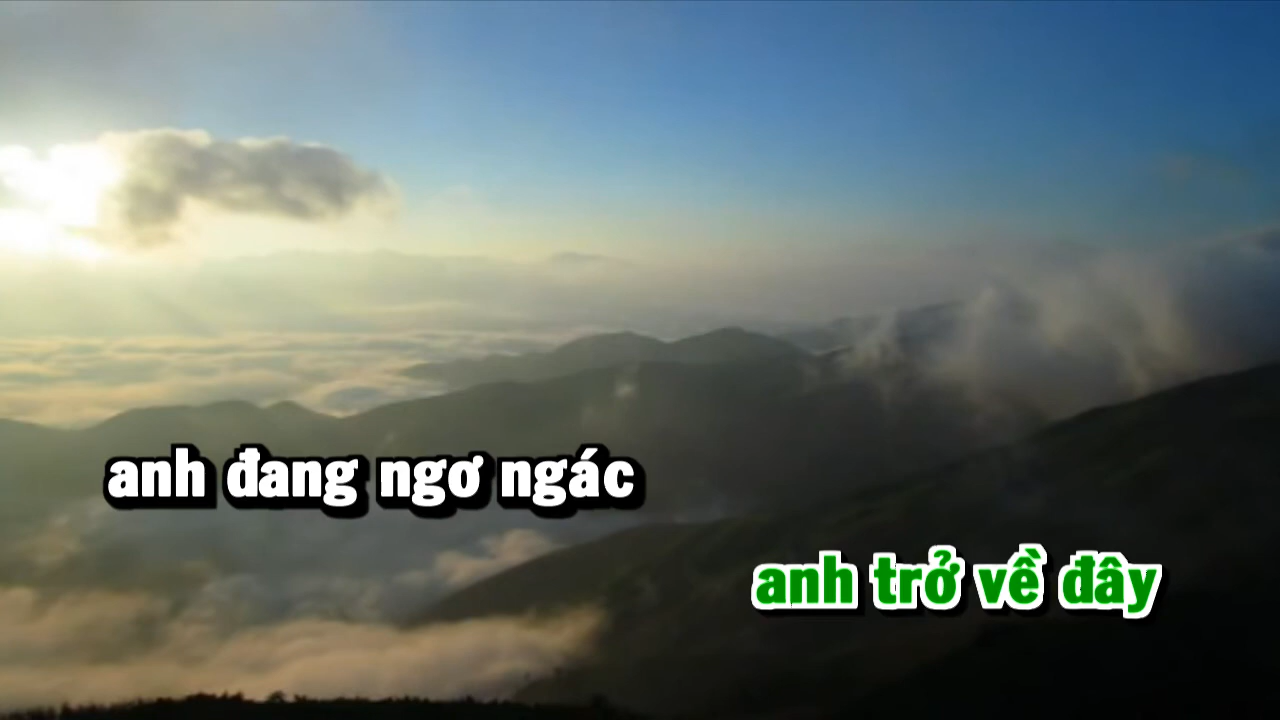 anh đang ngơ ngác
anh trở về đây